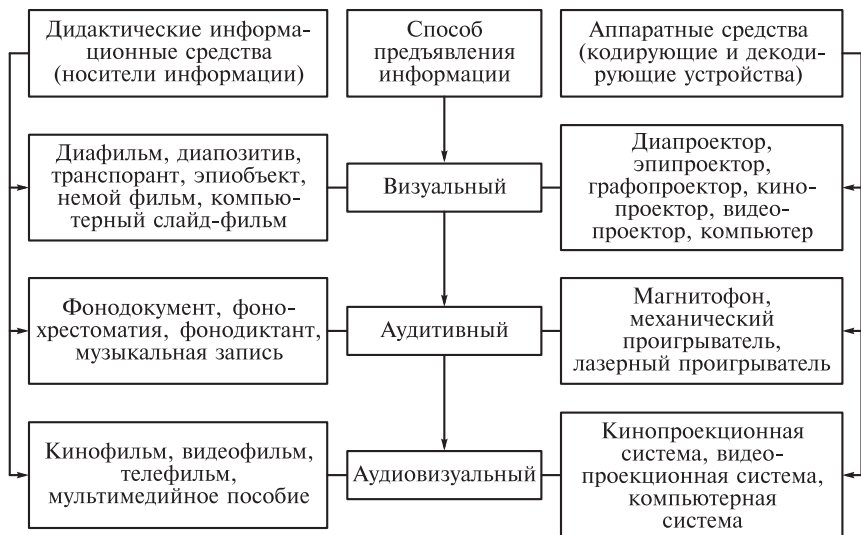 Дидактические информа-
ционные средства
(носители информации)
Способ
предъявления
информации
Аппаратные средства
(кодирующие и декоди-
рующие устройства)
Диафильм, диапозитив,
транспорант, эпиобъект,
немой фильм, компью-
терный слайд-фильм
Визуальный
Диапроектор,
эпипроектор,
графопроектор, кино-
проектор, видео-
проектор, компьютер
Фонодокумент, фоно-
хрестоматия, фонодиктант,
музыкальная запись
Аудитивный
Магнитофон,
механический
проигрыватель,
лазерный проигрыватель
Кинофильм, видеофильм,
телефильм,
мультимедийное пособие
Аудиовизуальный
Кинопроекционная
система, видео-
проекционная система,
компьютерная
система